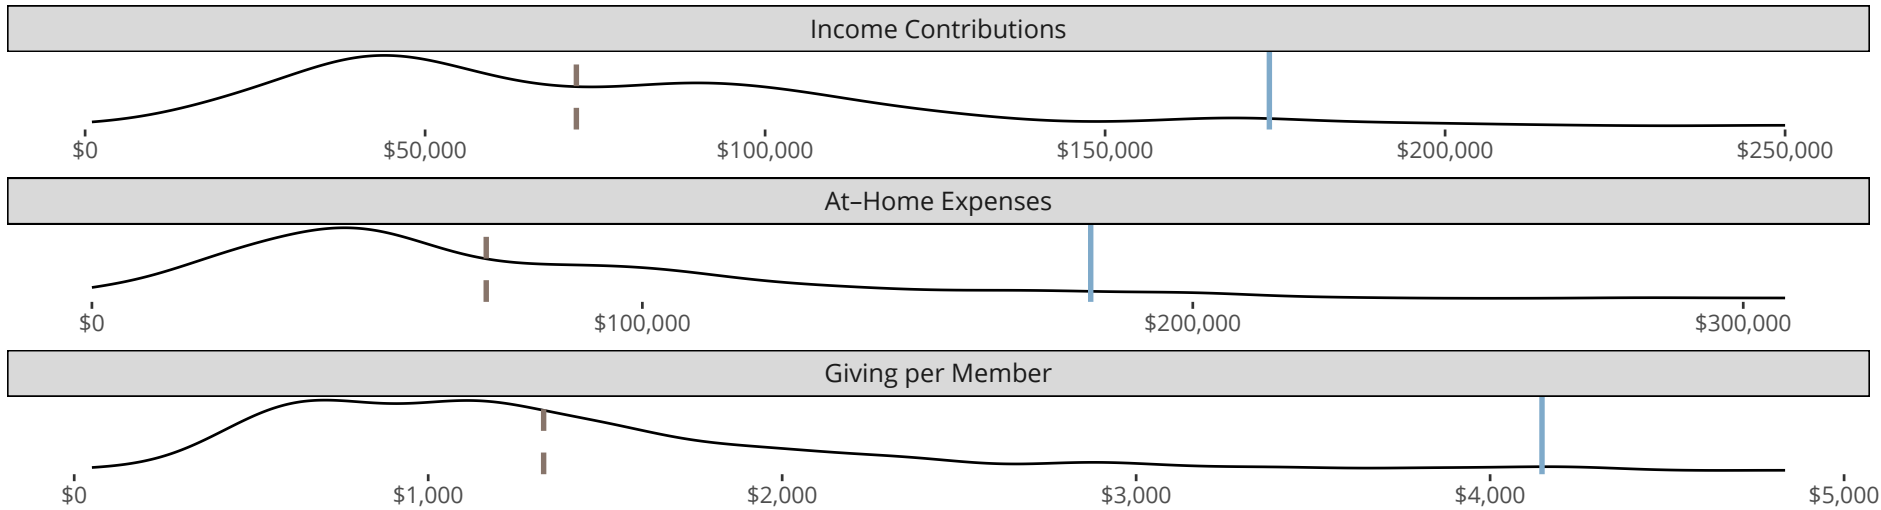 Income Contributions
$0 $50,000 $100,000 $150,000 $200,000 $250,000
At–Home Expenses
$0 $100,000 $200,000 $300,000
Giving per Member
$0 $1,000 $2,000 $3,000 $4,000 $5,000